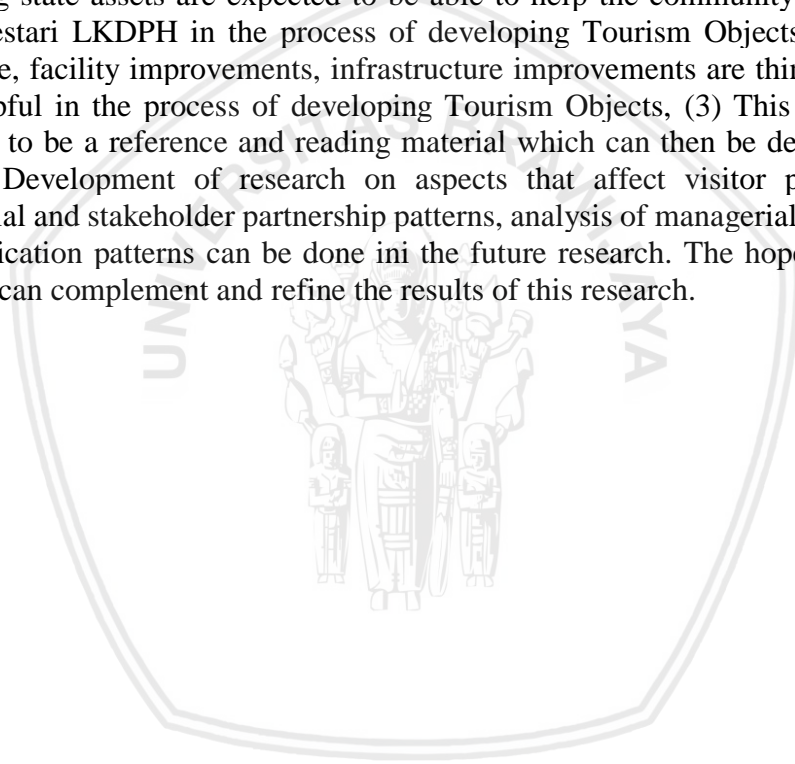 g state assets are expected to be able to help the community
estari LKDPH in the process of developing Tourism Objects
e, facility improvements, infrastructure improvements are thin
pful in the process of developing Tourism Objects, (3) This
to be a reference and reading material which can then be de
Development of research on aspects that affect visitor p
al and stakeholder partnership patterns, analysis of managerial
ication patterns can be done ini the future research. The hope
can complement and refine the results of this research.
UNIVERSITAS BRAWIJAYA